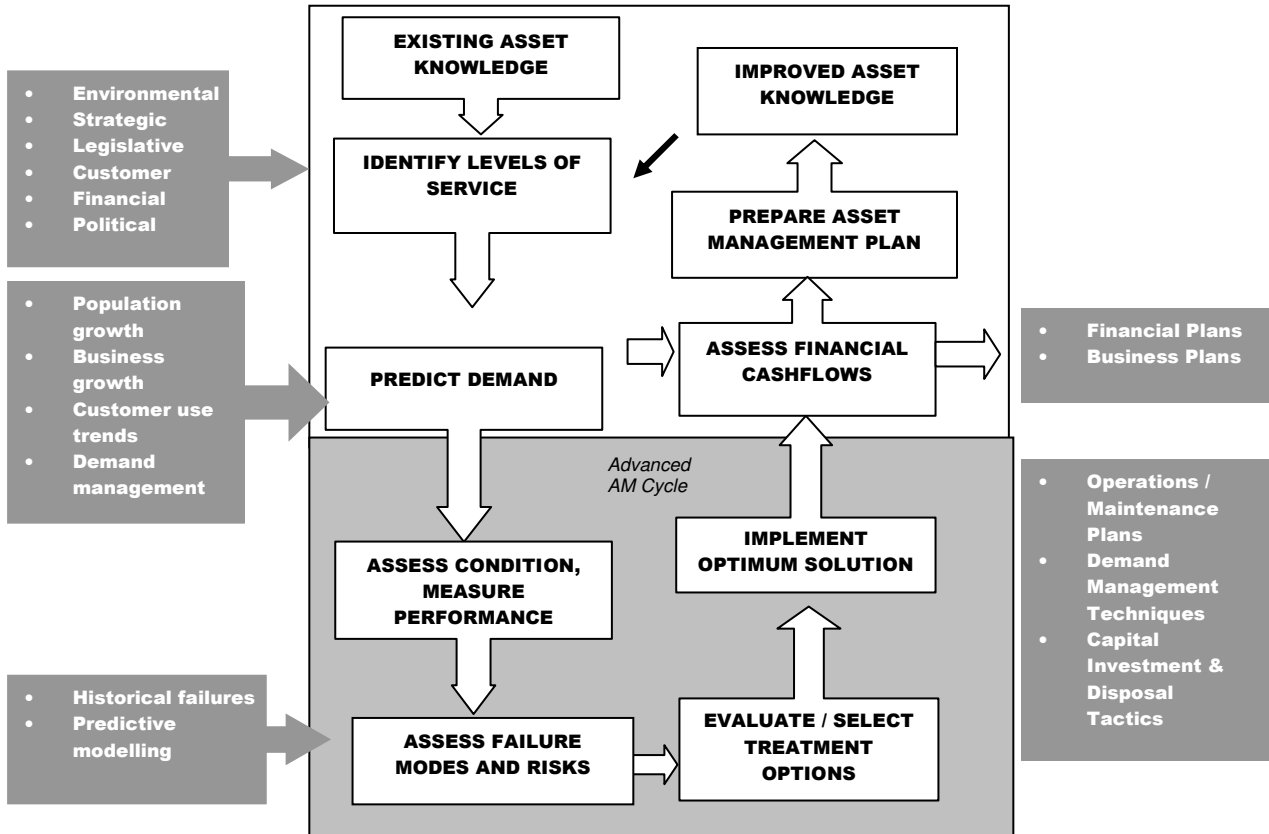 EXISTING ASSET
KNOWLEDGE
IMPROVED ASSET
KNOWLEDGE
• Environmental
• Strategic
• Legislative
• Customer
• Financial
• Political
IDENTIFY LEVELS OF
SERVICE
PREPARE ASSET
MANAGEMENT PLAN
• Population
growth
• Business
growth
• Customer use
trends
• Demand
management
PREDICT DEMAND
ASSESS FINANCIAL
CASHFLOWS
• Financial Plans
• Business Plans
Advanced
AM Cycle
ASSESS CONDITION,
MEASURE
PERFORMANCE
IMPLEMENT
OPTIMUM SOLUTION
• Operations /
Maintenance
Plans
• Demand
Management
Techniques
• Capital
Investment &
Disposal
Tactics
• Historical failures
• Predictive
modelling
ASSESS FAILURE
MODES AND RISKS
EVALUATE / SELECT
TREATMENT
OPTIONS